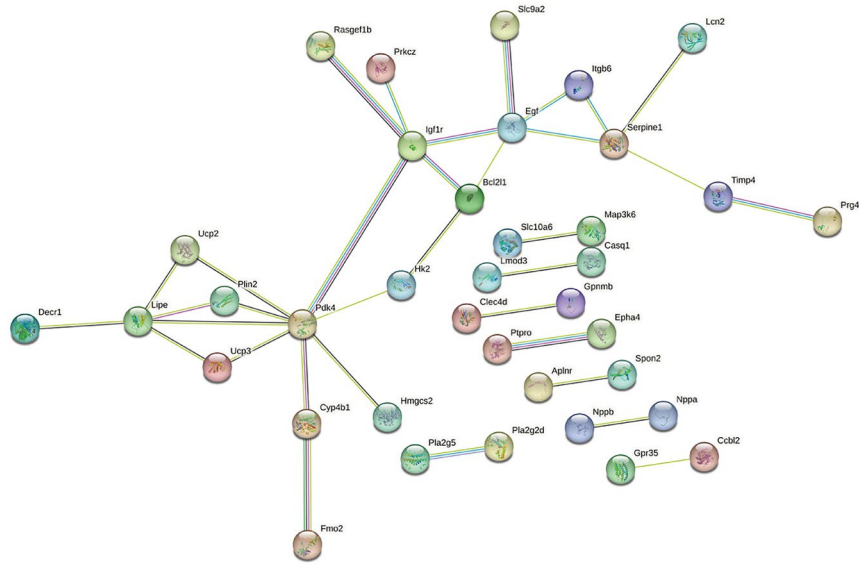 Slc9a2
Lcn2
Rasgef1b
Prkcz
Itgb6
Egf
Igf1r
Serpine1
Bcl2l1
Timp4
Prg4
Map3k6
Slc10a6
Casq1
Lmod3
Ucp2
Hk2
Plin2
Gpnmb
Clec4d
Decr1
Lipe
Pdk4
Epha4
Ptpro
Ucp3
Aplnr
Spon2
Hmgcs2
Cyp4b1
Nppb
Nppa
Pla2g5
Pla2g2d
Ccbl2
Gpr35
Fmo2